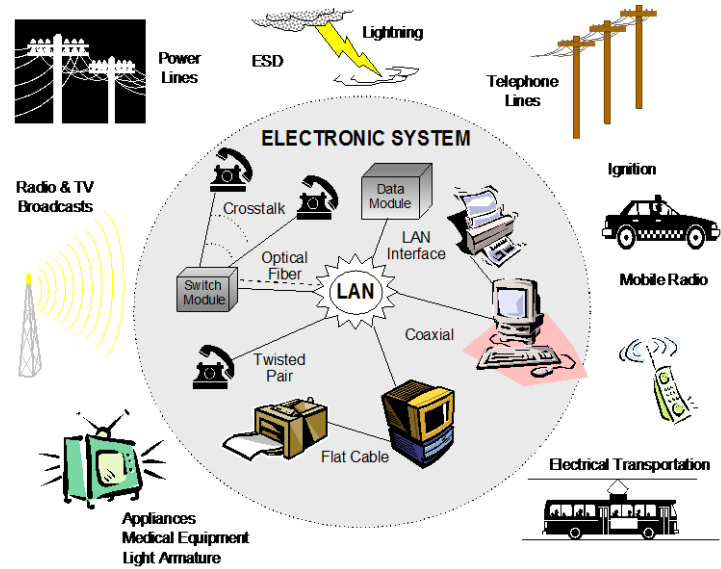 Lightning
ESD
Power
Lines
Telephone
Lines
ELECTRONIC SYSTEM
Ignition
Radio & TV
Broadcasts
Data
Module
Crosstalk
LAN
Interface
Optical
Fiber
Switch
Module
LAN
Mobile Radio
Coaxial
Twisted
Pair
Flat Cable
Electrical Transportation
Appliances
Medical Equipment
Light Armature